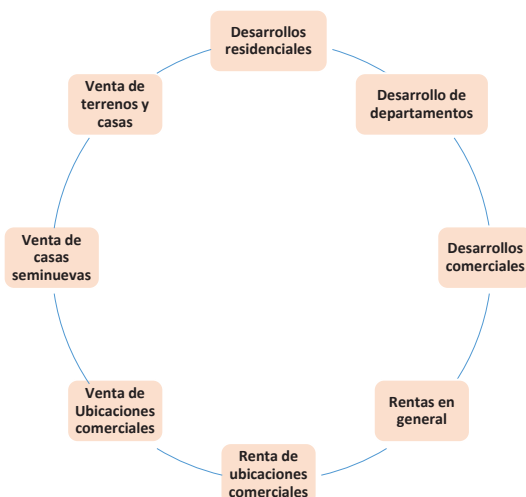 Desarrollos
residenciales
Desarrollo de
departamentos
Desarrollos
comerciales
Rentas en
general
Renta de
ubicaciones
comerciales
Venta de
Ubicaciones
comerciales
Venta de
casas
seminuevas
Venta de
terrenos y
casas